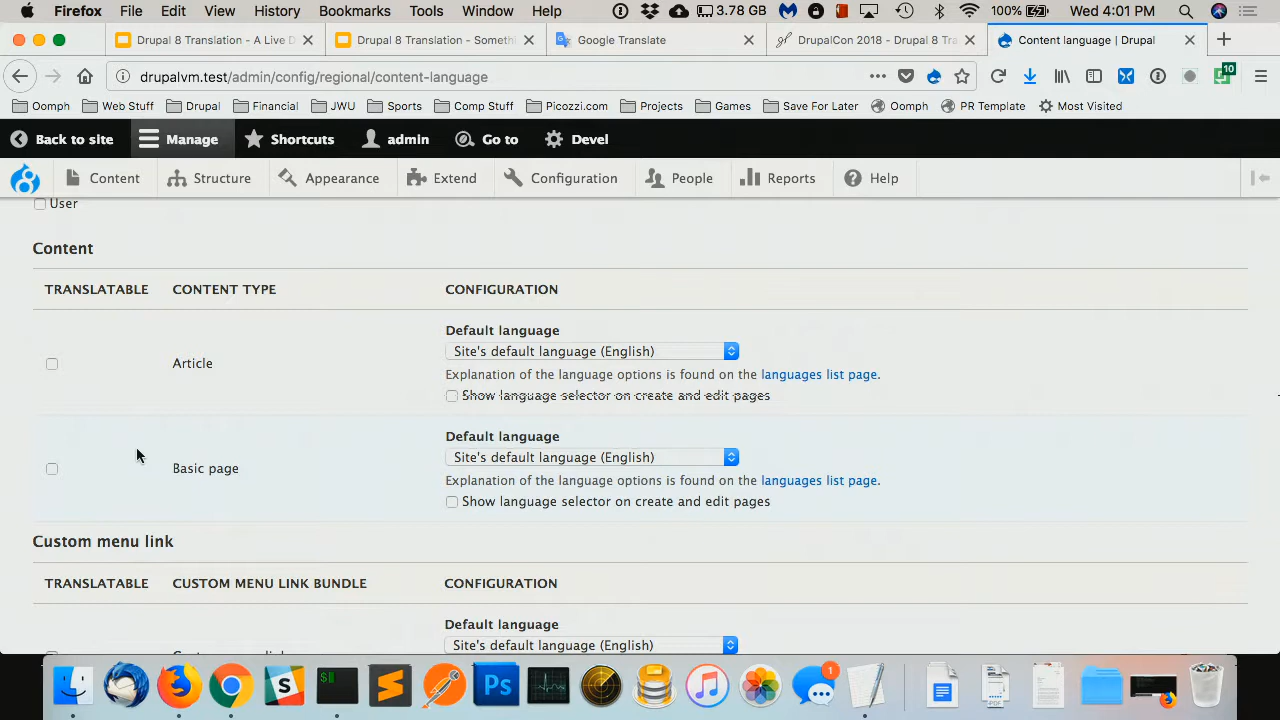 Firefox File Edit View History Bookmarks Tools Window Help 3.78 GB 100% Wed 4:01 PM
Drupal 8 Translation - A Live D Drupal 8 Translation - Someth Google Translate DrupalCon 2018 - Drupal 8 Tra Content language | Drupal
drupalvm.test/admin/config/regional/content-language 10
Oomph Web Stuff Drupal Financial JWU Sports Comp Stuff Picozzi.com Projects Games Save For Later Oomph PR Template Most Visited
Back to site Manage Shortcuts admin Go to Devel
Content Structure Appearance Extend Configuration People Reports Help
User
Content
TRANSLATABLE CONTENT TYPE CONFIGURATION
Default language
Site's default language (English)
Article
Explanation of the language options is found on the languages list page.
Show language selector on create and edit pages
Default language
Site's default language (English)
Basic page
Explanation of the language options is found on the languages list page.
Show language selector on create and edit pages
Custom menu link
TRANSLATABLE CUSTOM MENU LINK BUNDLE CONFIGURATION
Default language
Site's default language (English)
1
Ps